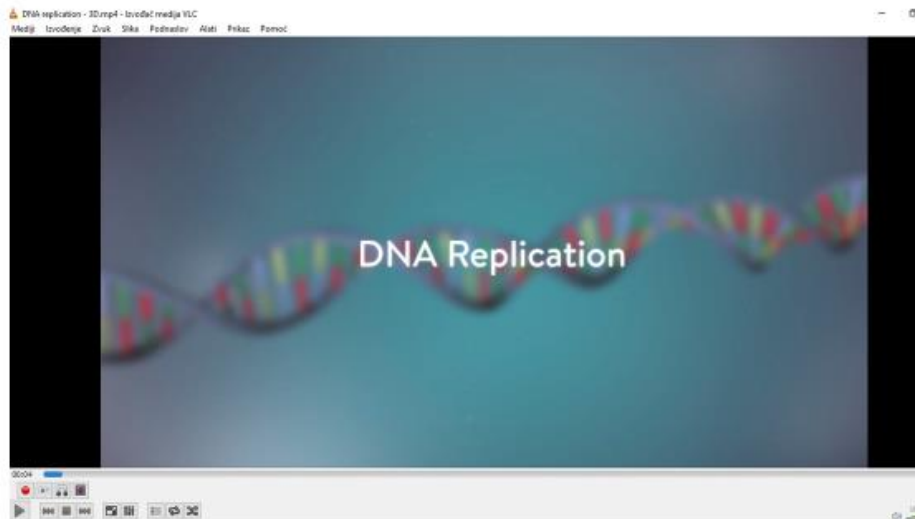 DNA replication - 3D.mp4 - Izvođač medija VLC
Mediji Izvođenje Zvuk Slika Podnaslov Alati Prikaz Pomoć
DNA Replication
00:04